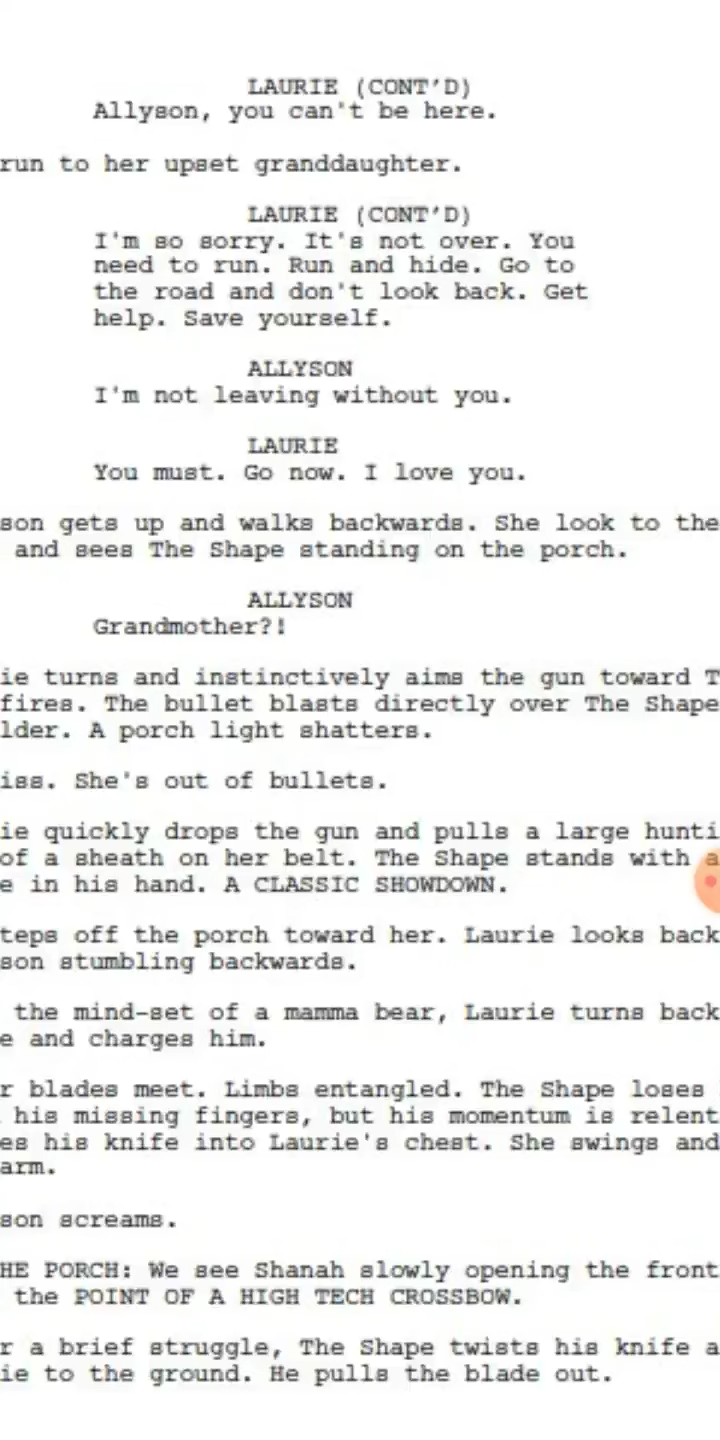 LAURIE (CONT'D)
Allyson, you can't be here.
run to her upset granddaughter.
LAURIE (CONT'D)
I'm so sorry. It's not over. You
need to run. Run and hide. Go to
the road and don't look back. Get
help. Save yourself.
ALLYSON
I'm not leaving without you.
LAURIE
You must. Go now. I love you.
son gets up and walks backwards. She look to the
and sees The Shape standing on the porch.
ALLYSON
Grandmother?!
ie turns and instinctively aims the gun toward T
fires. The bullet blasts directly over The Shape
lder. A porch light shatters.
iss. She's out of bullets.
ie quickly drops the gun and pulls a large hunti
of a sheath on her belt. The Shape stands with a
e in his hand. A CLASSIC SHOWDOWN.
teps off the porch toward her. Laurie looks back
son stumbling backwards.
the mind-set of a mamma bear, Laurie turns back
e and charges him.
r blades meet. Limbs entangled. The Shape loses
his missing fingers, but his momentum is relent
es his knife into Laurie's chest. She swings and
arm.
son screams.
HE PORCH: We see Shanah slowly opening the front
the POINT OF A HIGH TECH CROSSBOW.
r a brief struggle, The Shape twists his knife a
ie to the ground. He pulls the blade out.